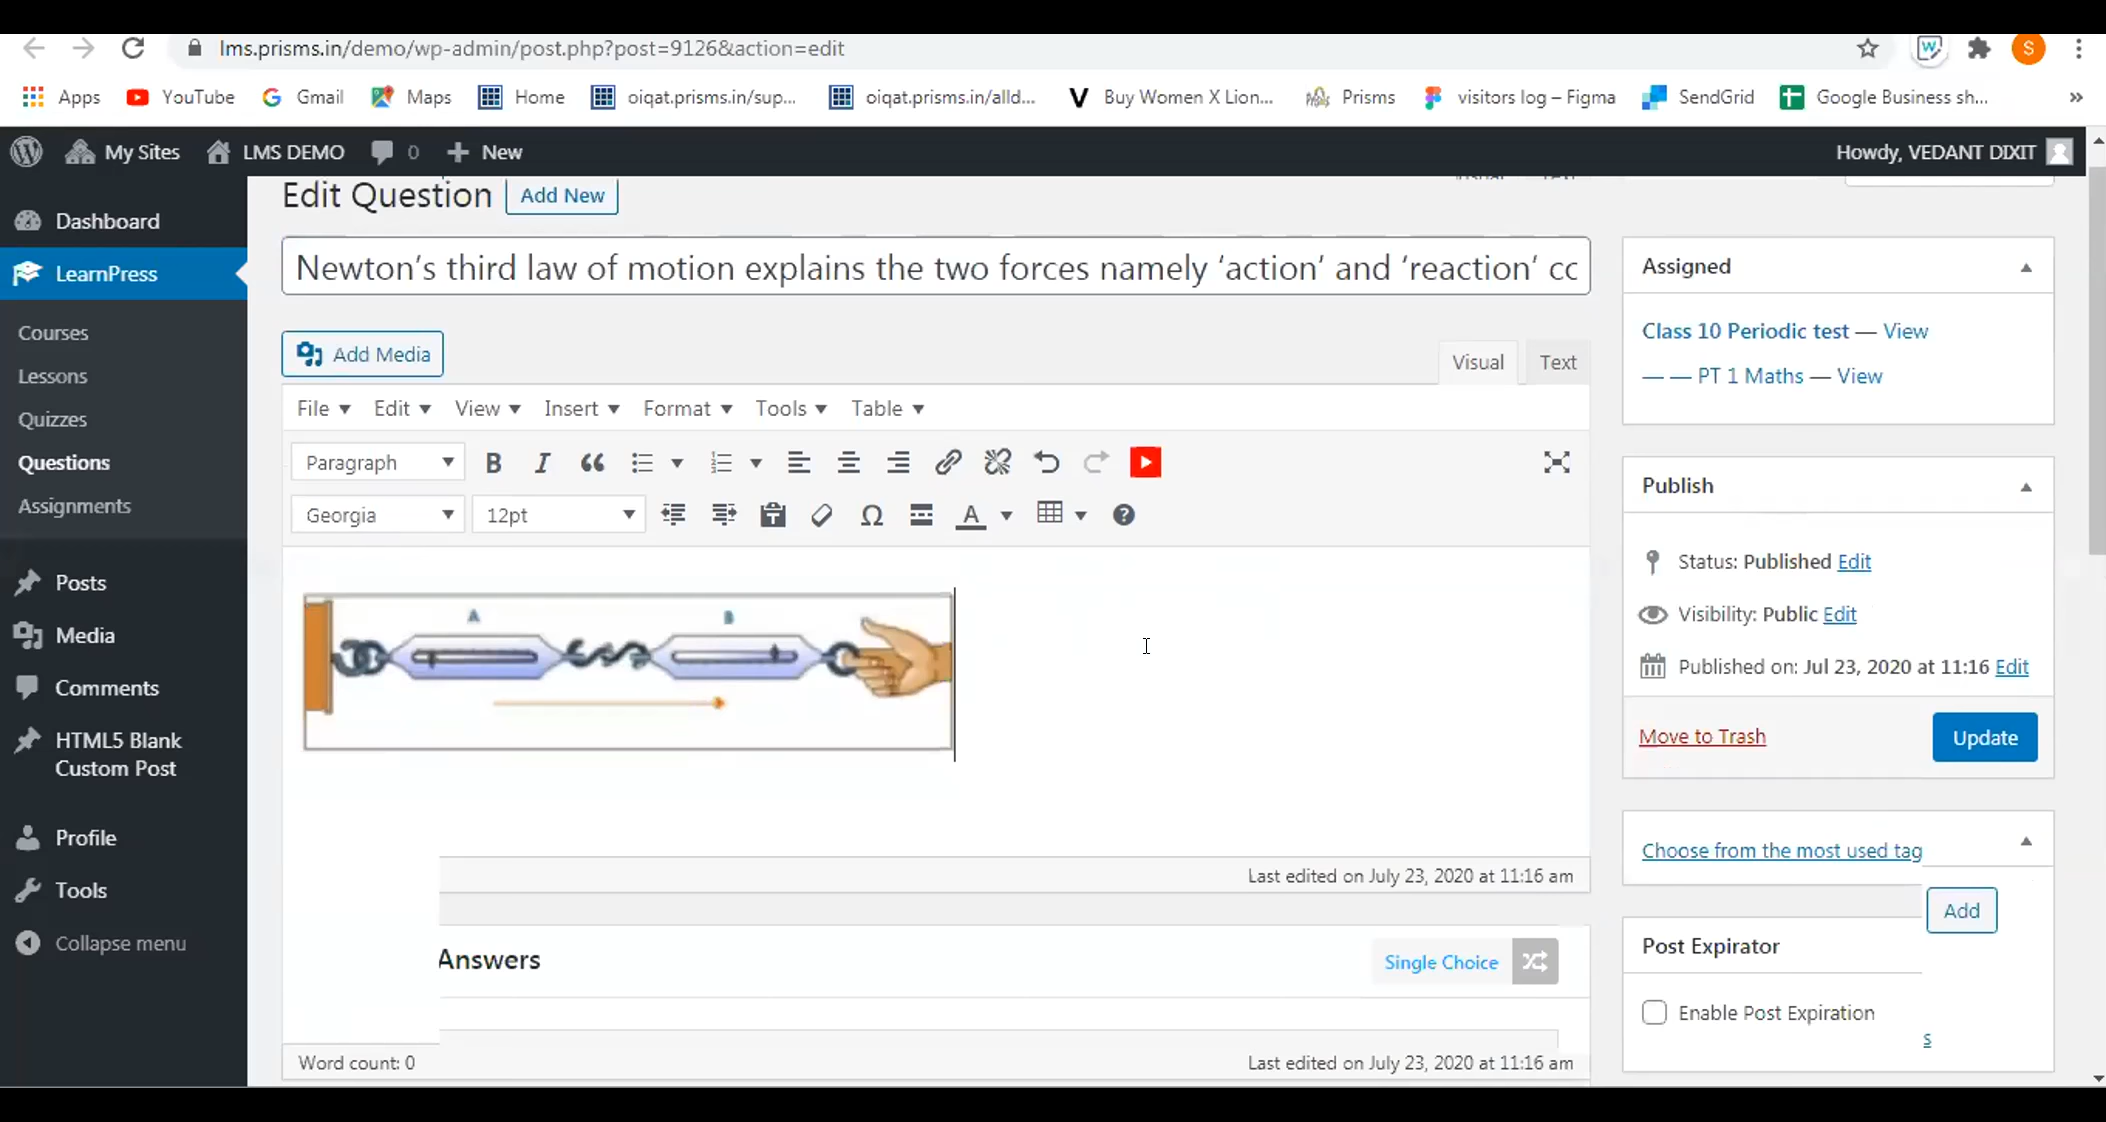 lms.prisms.in/demo/wp-admin/post.php?post=9126&action=edit
S
Apps YouTube Gmail Maps Home oiqat.prisms.in/sup... oiqat.prisms.in/alld... Buy Women X Lion... Prisms visitors log – Figma SendGrid Google Business sh... »
My Sites LMS DEMO 0 New Howdy, VEDANT DIXIT
Edit Question Add New
Dashboard
LearnPress
Courses
Lessons
Quizzes
Questions
Assignments
Posts
Media
Comments
HTML5 Blank
Custom Post
Profile
Tools
Collapse menu
Newton’s third law of motion explains the two forces namely ‘action’ and ‘reaction’ cc
Add Media
Visual Text
File Edit View Insert Format Tools Table
Paragraph
Georgia 12pt
A B
Last edited on July 23, 2020 at 11:16 am
Answers
Single Choice
Word count: 0 Last edited on July 23, 2020 at 11:16 am
Assigned
Class 10 Periodic test — View
— — PT 1 Maths — View
Publish
Status: Published Edit
Visibility: Public Edit
Published on: Jul 23, 2020 at 11:16 Edit
Move to Trash Update
Choose from the most used tag
Add
Post Expirator
Enable Post Expiration
s